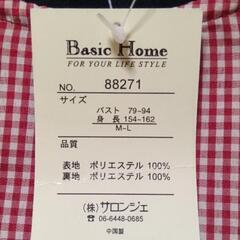 Basic Home
FOR YOUR LIFE STYLE
NO. 88271
サイズ
バスト 79-94
身 長 154-162
M-L
品質
表地 ポリエステル 100%
裏地 ポリエステル 100%
(株)サロンジェ
☎ 06-6448-0685
中国製